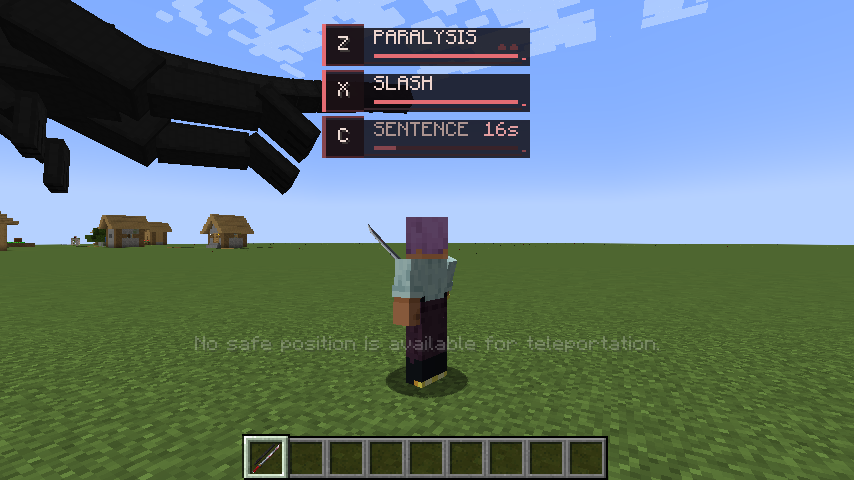 Z PARALYSIS
X SLASH
C SENTENCE 16s
No safe position is available for teleportation.